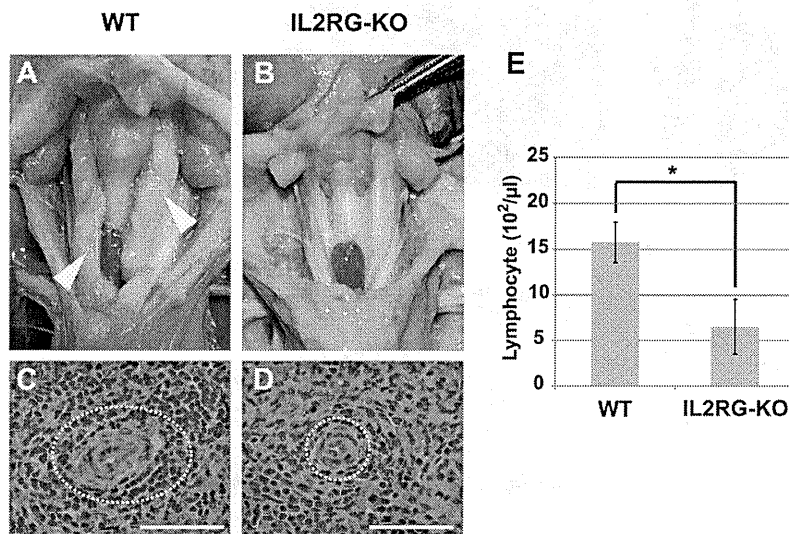 WT
IL2RG-KO
A
B
E
C
D
25
20
15
10
5
0
Lymphocyte (10²/μl)
*
WT
IL2RG-KO